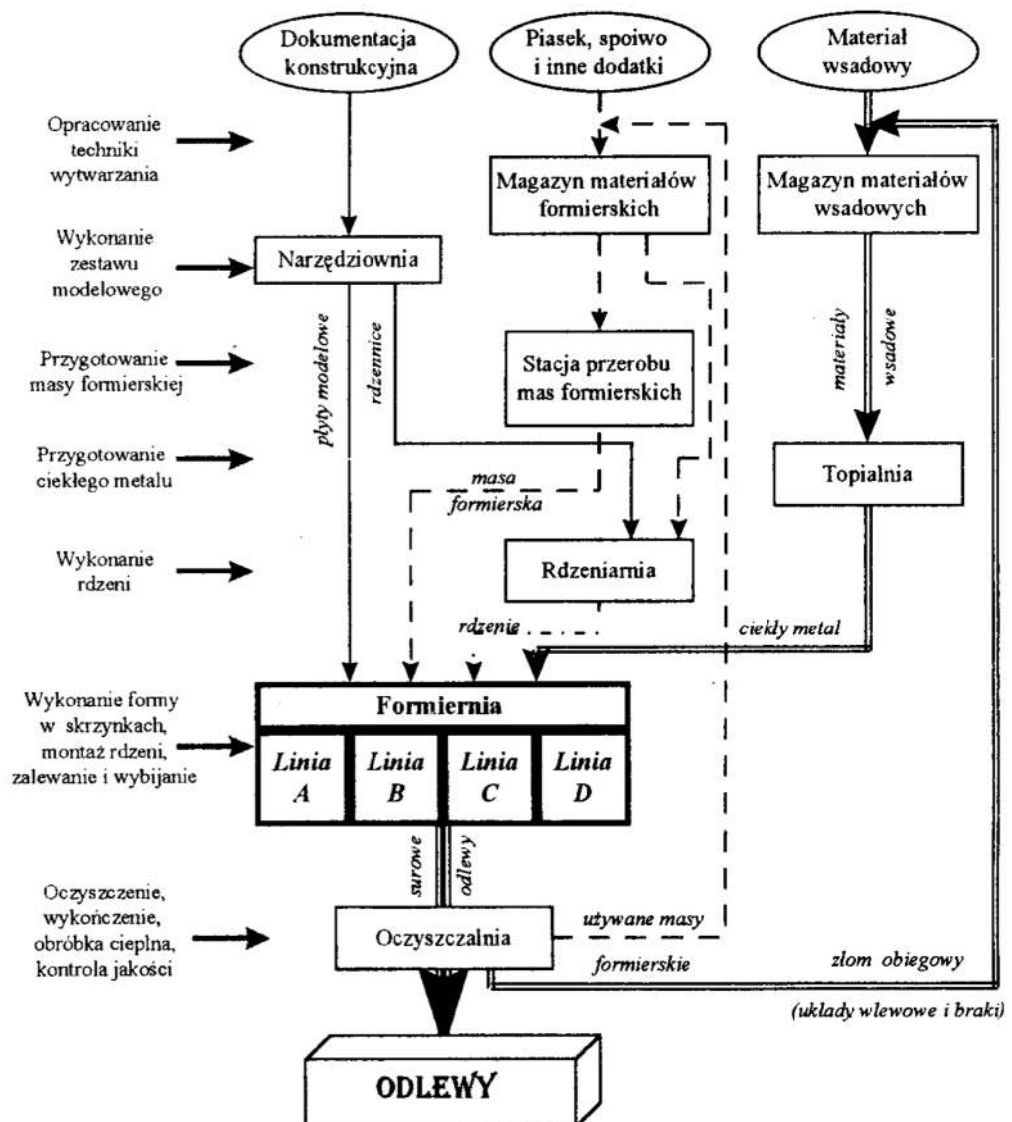 Dokumentacja
konstrukcyjna
Piasek, spoiwo
i inne dodatki
Materiał
wsadowy
Opracowanie
techniki
wytwarzania
Magazyn materiałów
formierskich
Magazyn materiałów
wsadowych
Wykonanie
zestawu
modelowego
Narzędziownia
płyty modelowe
rdzennice
materiały
wsadowe
Przygotowanie
masy formierskiej
Stacja przerobu
mas formierskich
Przygotowanie
ciekłego metalu
masa
formierska
Topialnia
Wykonanie
rdzeni
Rdzeniarnia
rdzenie
ciekły metal
Wykonanie formy
w skrzynkach,
montaż rdzeni,
zalewanie i wybijanie
Formiernia
Linia
A
Linia
B
Linia
C
Linia
D
surowe
odlewy
Oczyszczenie,
wykończenie,
obróbka cieplna,
kontrola jakości
Oczyszczalnia
używane masy
formierskie
złom obiegowy
(układy wlewowe i braki)
ODLEWY